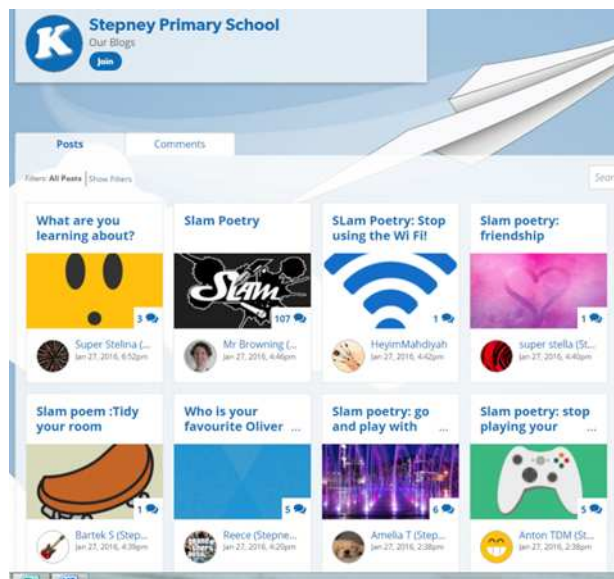 K
Stepney Primary School
Our Blogs
Join
Posts
Comments
Filters: All Posts | Show Filters
Sear
What are you
learning about?
3
Super Stelina (...
Jan 27, 2016, 6:52pm
Slam Poetry
Slam
107
Mr Browning (...
Jan 27, 2016, 4:46pm
SLam Poetry: Stop
using the Wi Fi!
1
HeyimMahdiyah
Jan 27, 2016, 4:42pm
Slam poetry:
friendship
1
super stella (St...
Jan 27, 2016, 4:40pm
Slam poem :Tidy
your room
1
Bartek S (Step...
Jan 27, 2016, 4:39pm
Who is your
favourite Oliver ...
5
Reece (Stepne...
Jan 27, 2016, 4:20pm
Slam poetry: go
and play with ...
6
Amelia T (Step...
Jan 27, 2016, 2:38pm
Slam poetry: stop
playing your ...
5
Anton TDM (St...
Jan 27, 2016, 2:38pm